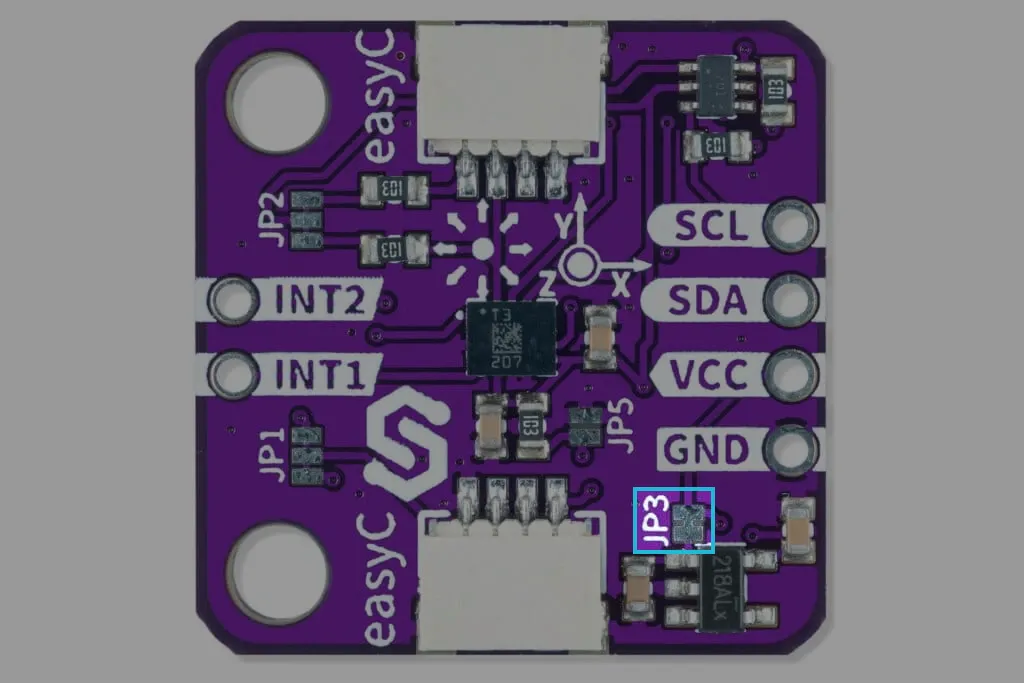 easyC
101
103
103
JP2
103
103
SCL
Y
X
Z
INT2
SDA
T3
207
INT1
VCC
JP5
103
JP1
GND
JP3
easyC
218ALx